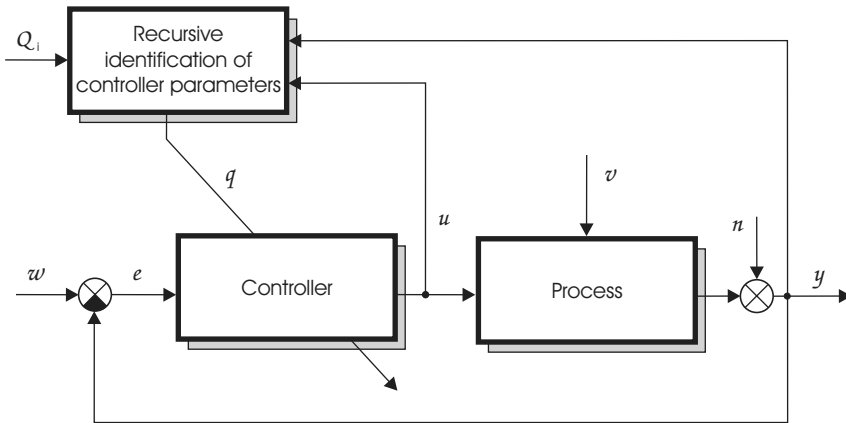 Recursive
identification of
controller parameters
Q_i
q
u
v
n
w
e
Controller
Process
y